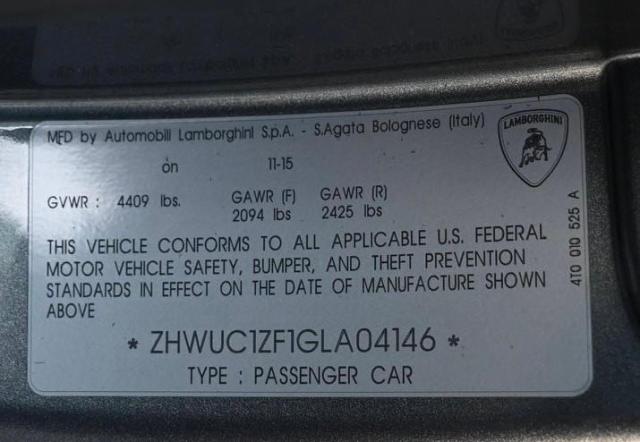 MFD by Automobili Lamborghini S.p.A. - S.Agata Bolognese (Italy)
LAMBORGHINI
on 11-15
GVWR : 4409 lbs. GAWR (F) GAWR (R)
2094 lbs 2425 lbs
THIS VEHICLE CONFORMS TO ALL APPLICABLE U.S. FEDERAL
MOTOR VEHICLE SAFETY, BUMPER, AND THEFT PREVENTION
STANDARDS IN EFFECT ON THE DATE OF MANUFACTURE SHOWN
ABOVE
* ZHWUC1ZF1GLA04146 *
TYPE : PASSENGER CAR
4T0 010 525 A